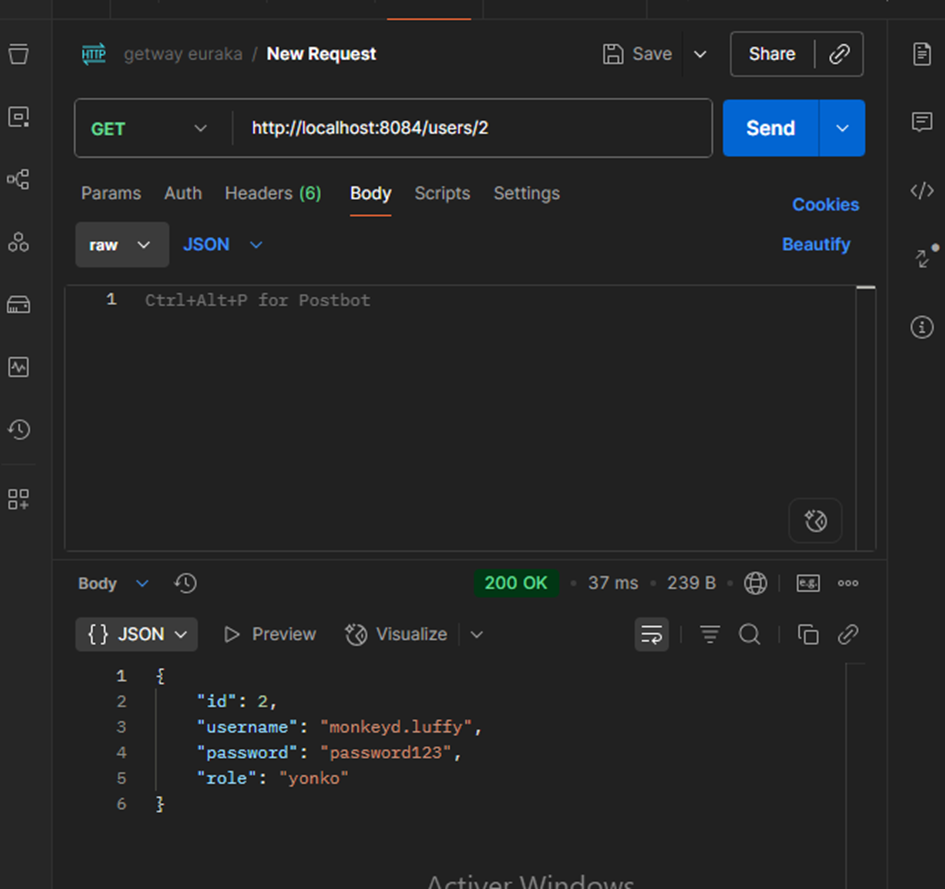 HTTP getway euraka / New Request Save Share
GET http://localhost:8084/users/2 Send
Params Auth Headers (6) Body Scripts Settings Cookies
raw JSON Beautify
1 Ctrl+Alt+P for Postbot
Body 200 OK • 37 ms • 239 B • e.g.
{} JSON Preview Visualize
1 {
2 "id": 2,
3 "username": "monkeyd.luffy",
4 "password": "password123",
5 "role": "yonko"
6 }
Activer Windows